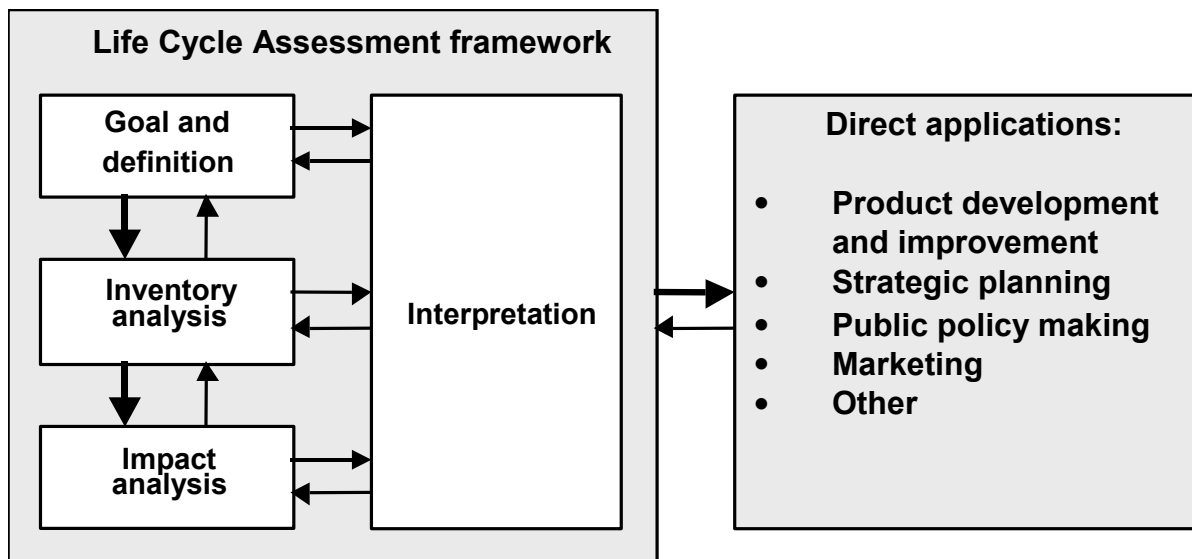 Life Cycle Assessment framework
Goal and
definition
Inventory
analysis
Impact
analysis
Interpretation
Direct applications:
• Product development
and improvement
• Strategic planning
• Public policy making
• Marketing
• Other